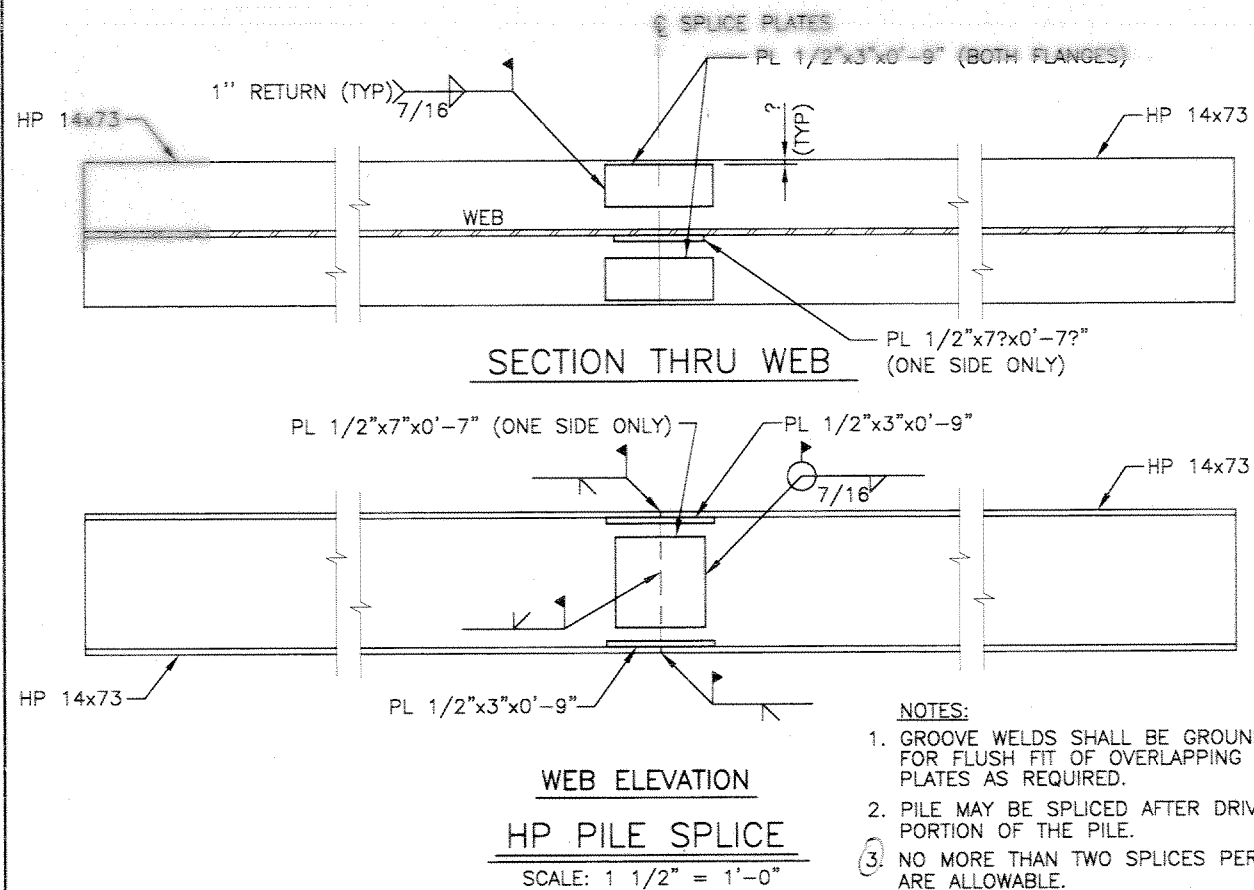 ℄ SPLICE PLATES
PL 1/2"x3"x0'-9" (BOTH FLANGES)
1'' RETURN (TYP)
7/16
?
(TYP)
HP 14x73
HP 14x73
WEB
PL 1/2"x7?x0'-7?"
(ONE SIDE ONLY)
SECTION THRU WEB
PL 1/2"x7"x0'-7" (ONE SIDE ONLY)
PL 1/2"x3"x0'-9"
7/16
HP 14x73
HP 14x73
PL 1/2"x3"x0'-9"
WEB ELEVATION
HP PILE SPLICE
SCALE: 1 1/2" = 1'-0"
NOTES:
1. GROOVE WELDS SHALL BE GROUN
FOR FLUSH FIT OF OVERLAPPING
PLATES AS REQUIRED.
2. PILE MAY BE SPLICED AFTER DRIV
PORTION OF THE PILE.
3. NO MORE THAN TWO SPLICES PER
ARE ALLOWABLE.